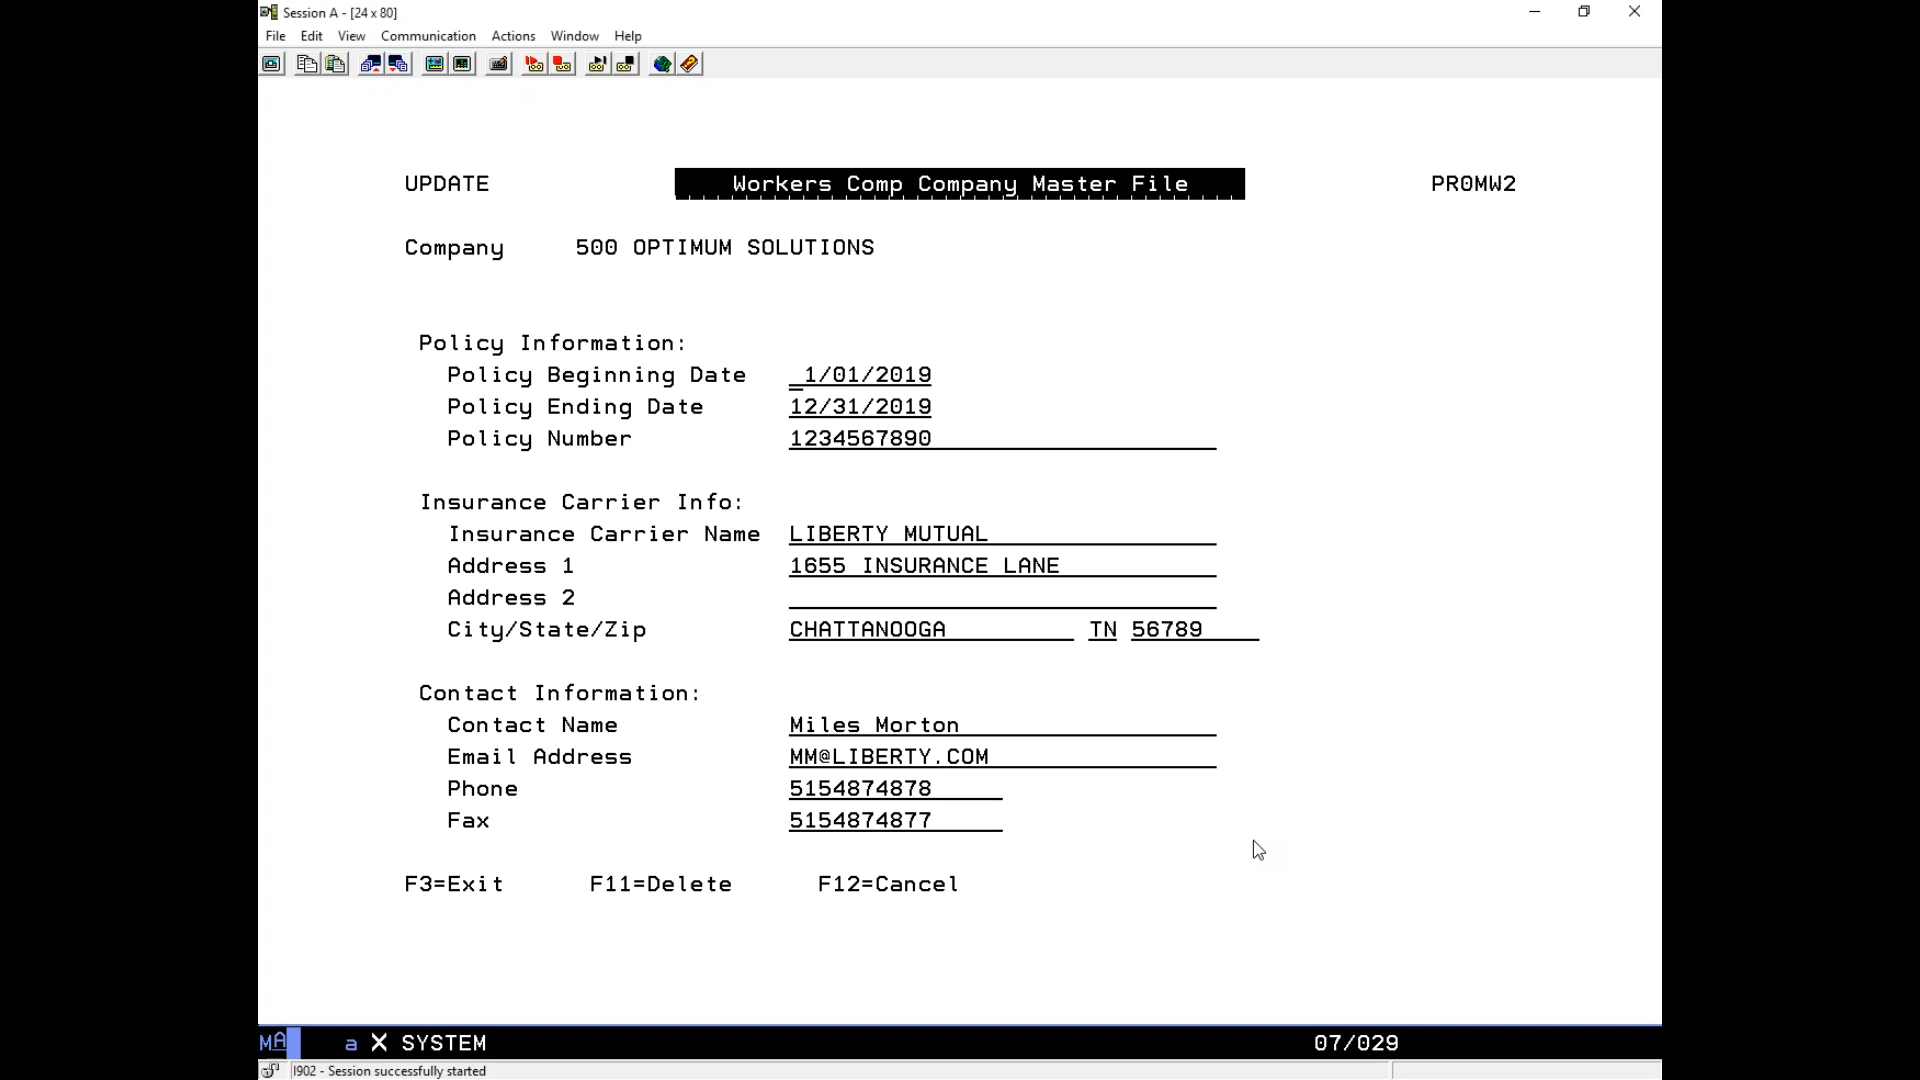 Session A - [24 x 80]
File Edit View Communication Actions Window Help
UPDATE Workers Comp Company Master File PR0MW2
Company 500 OPTIMUM SOLUTIONS
Policy Information:
Policy Beginning Date 1/01/2019
Policy Ending Date 12/31/2019
Policy Number 1234567890
Insurance Carrier Info:
Insurance Carrier Name LIBERTY MUTUAL
Address 1 1655 INSURANCE LANE
Address 2
City/State/Zip CHATTANOOGA TN 56789
Contact Information:
Contact Name Miles Morton
Email Address MM@LIBERTY.COM
Phone 5154874878
Fax 5154874877
F3=Exit F11=Delete F12=Cancel
MA a X SYSTEM 07/029
I902 - Session successfully started